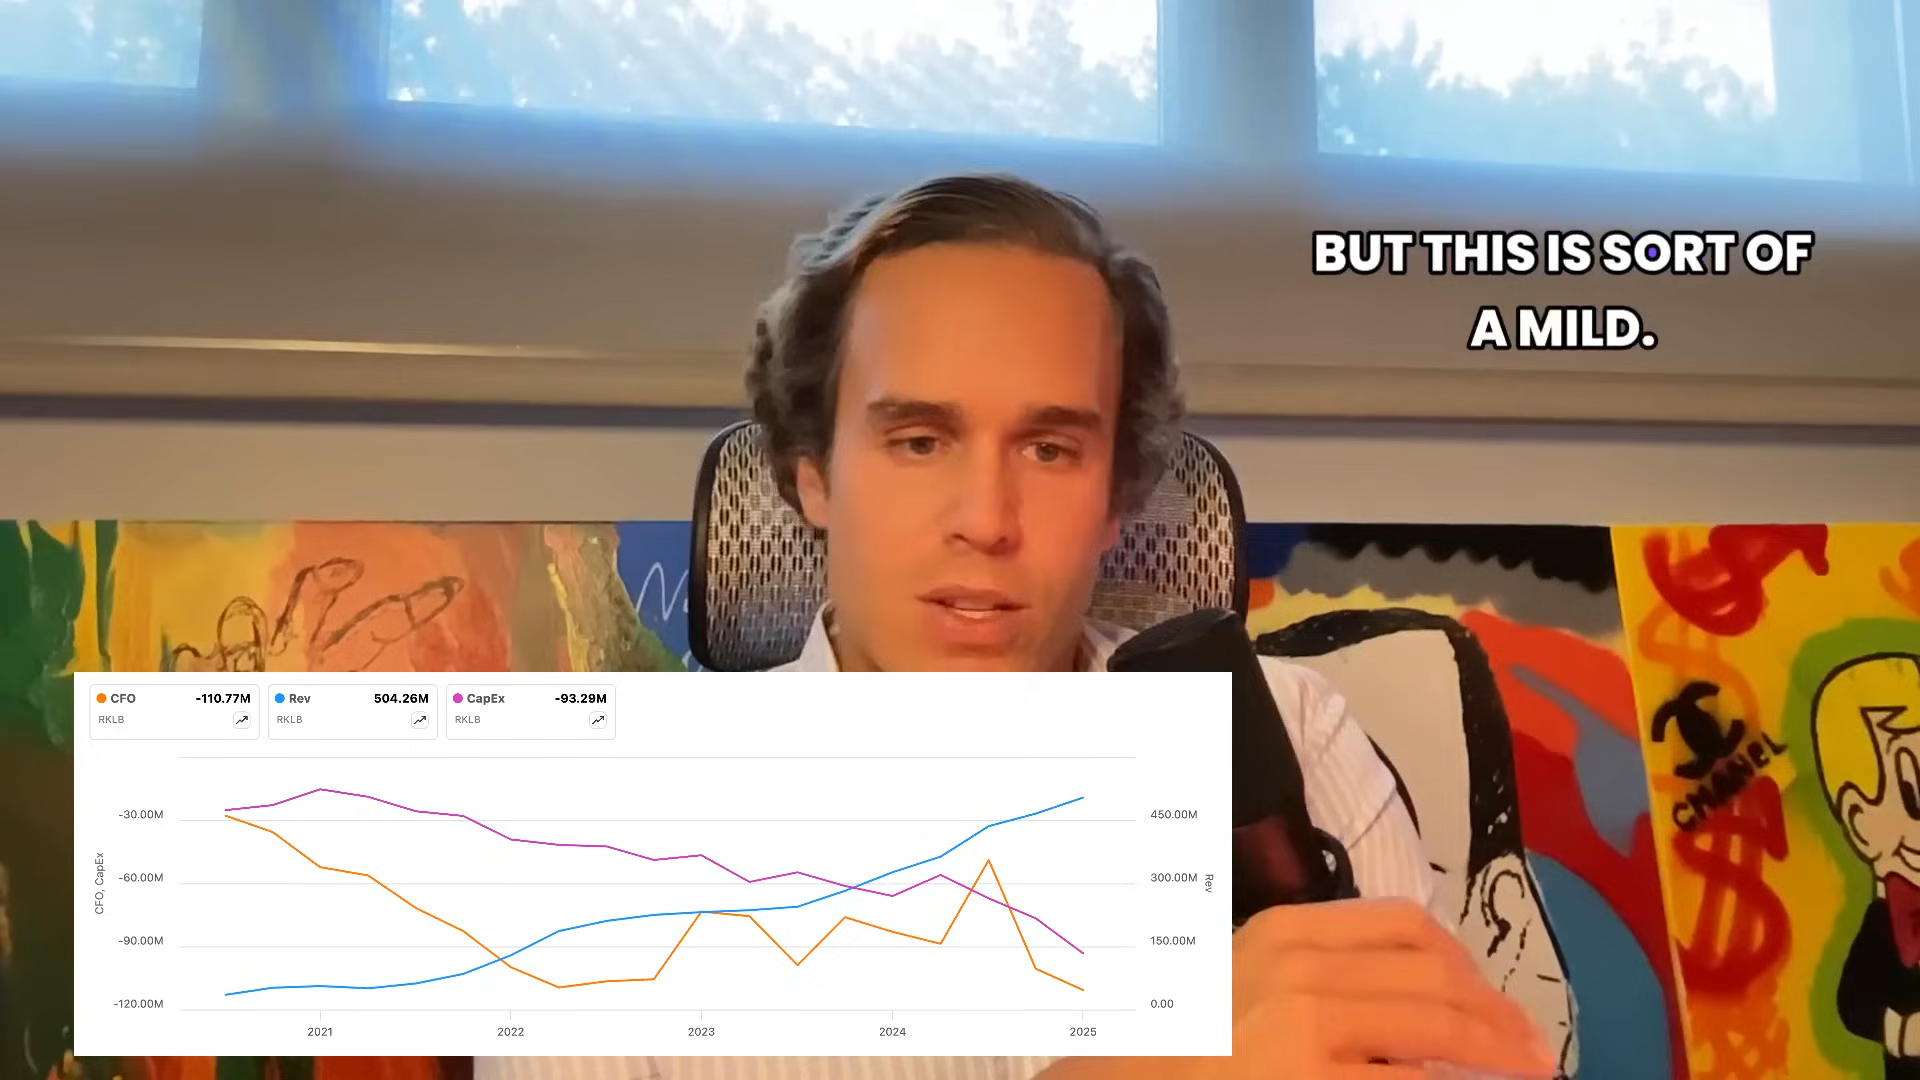 BUT THIS IS SORT OF
A MILD.
CFO -110.77M
RKLB
Rev 504.26M
RKLB
CapEx -93.29M
RKLB
-30.00M
-60.00M
-90.00M
-120.00M
CFO, CapEx
450.00M
300.00M
150.00M
0.00
Rev
2021 2022 2023 2024 2025
CHANEL